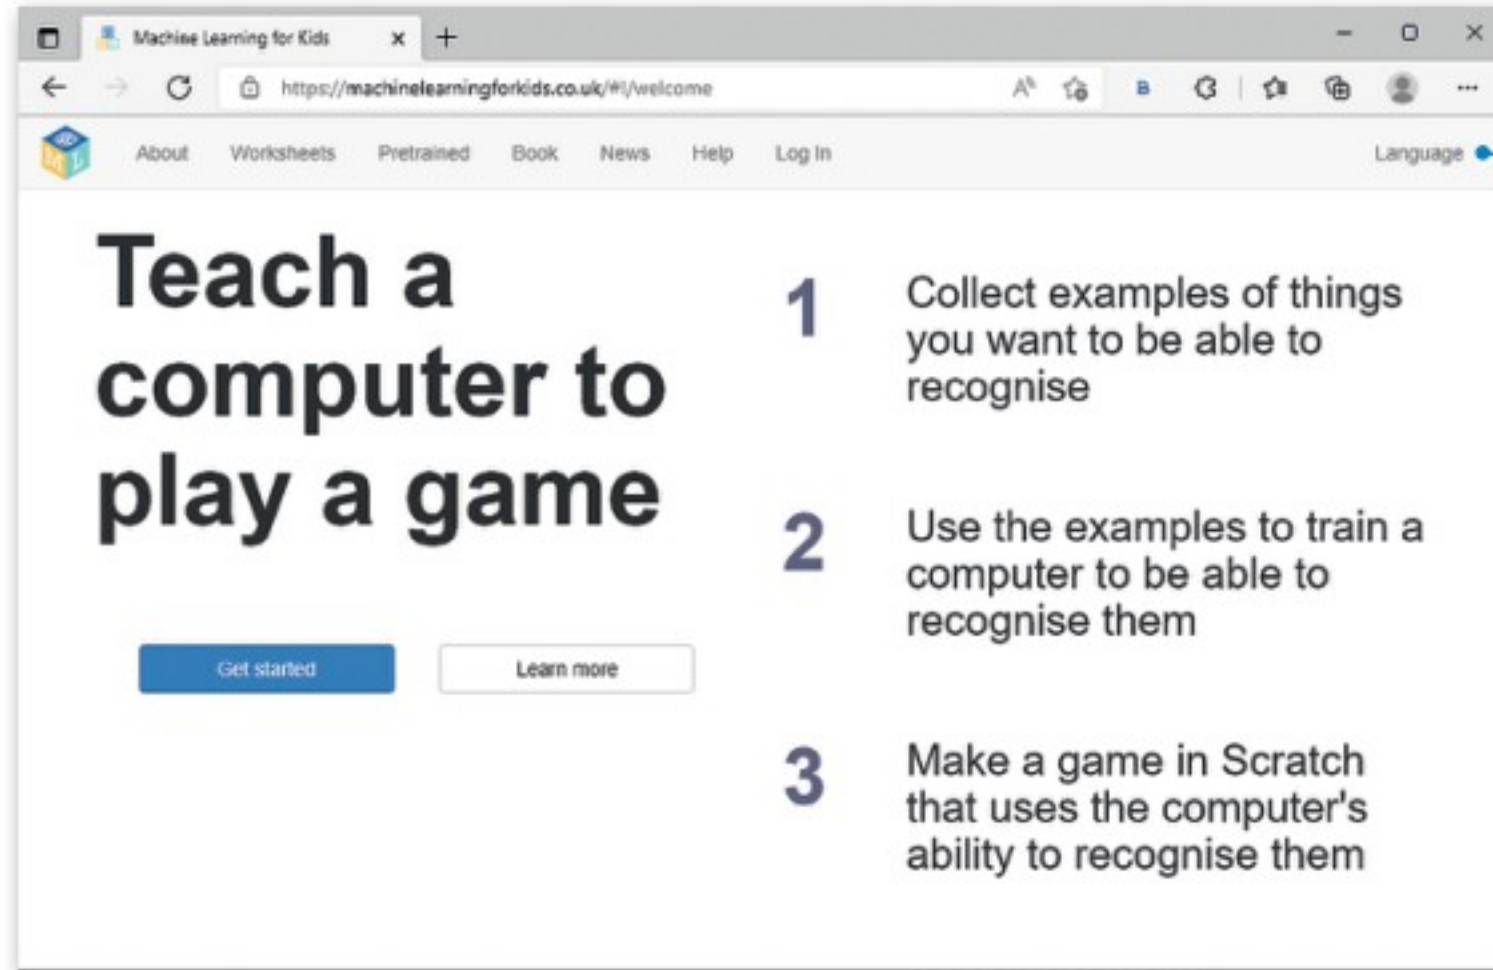 Machine Learning for Kids
https://machinelearningforkids.co.uk/#!/welcome
About Worksheets Pretrained Book News Help Log In Language
Teach a
computer to
play a game
Get started Learn more
1 Collect examples of things
you want to be able to
recognise
2 Use the examples to train a
computer to be able to
recognise them
3 Make a game in Scratch
that uses the computer's
ability to recognise them